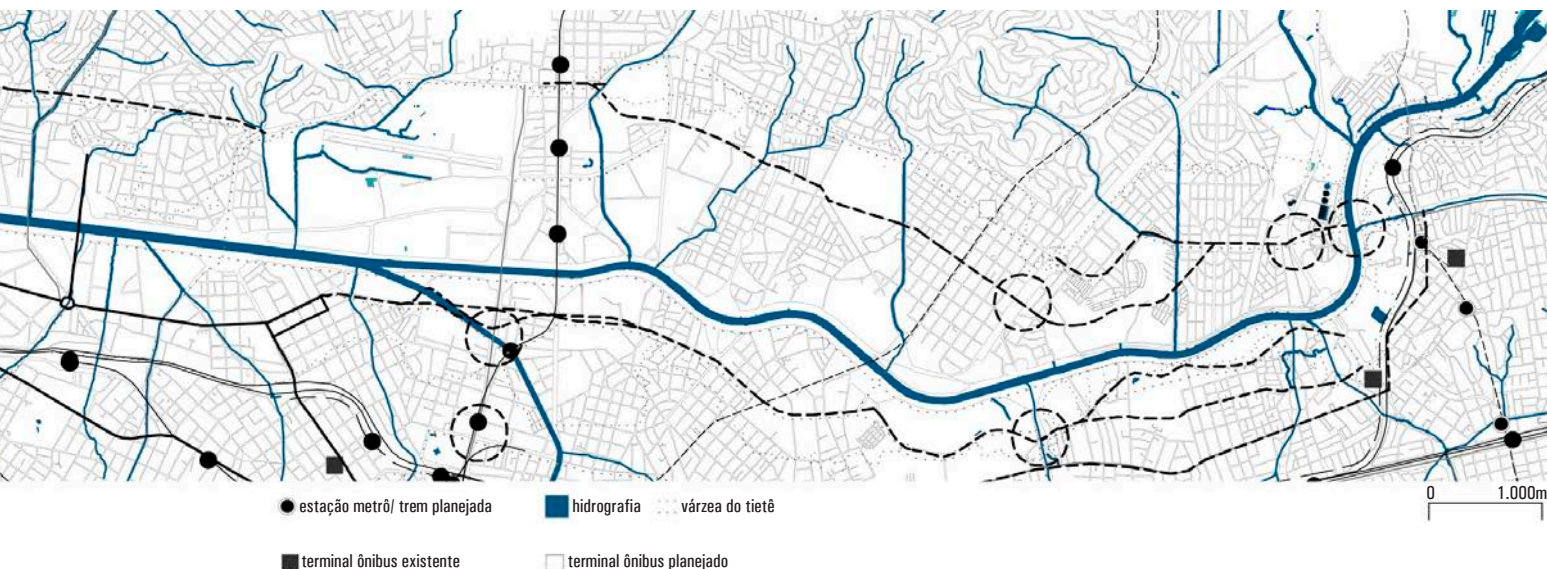 estação metrô/ trem planejada
hidrografia
várzea do tietê
0 1.000m
terminal ônibus existente
terminal ônibus planejado